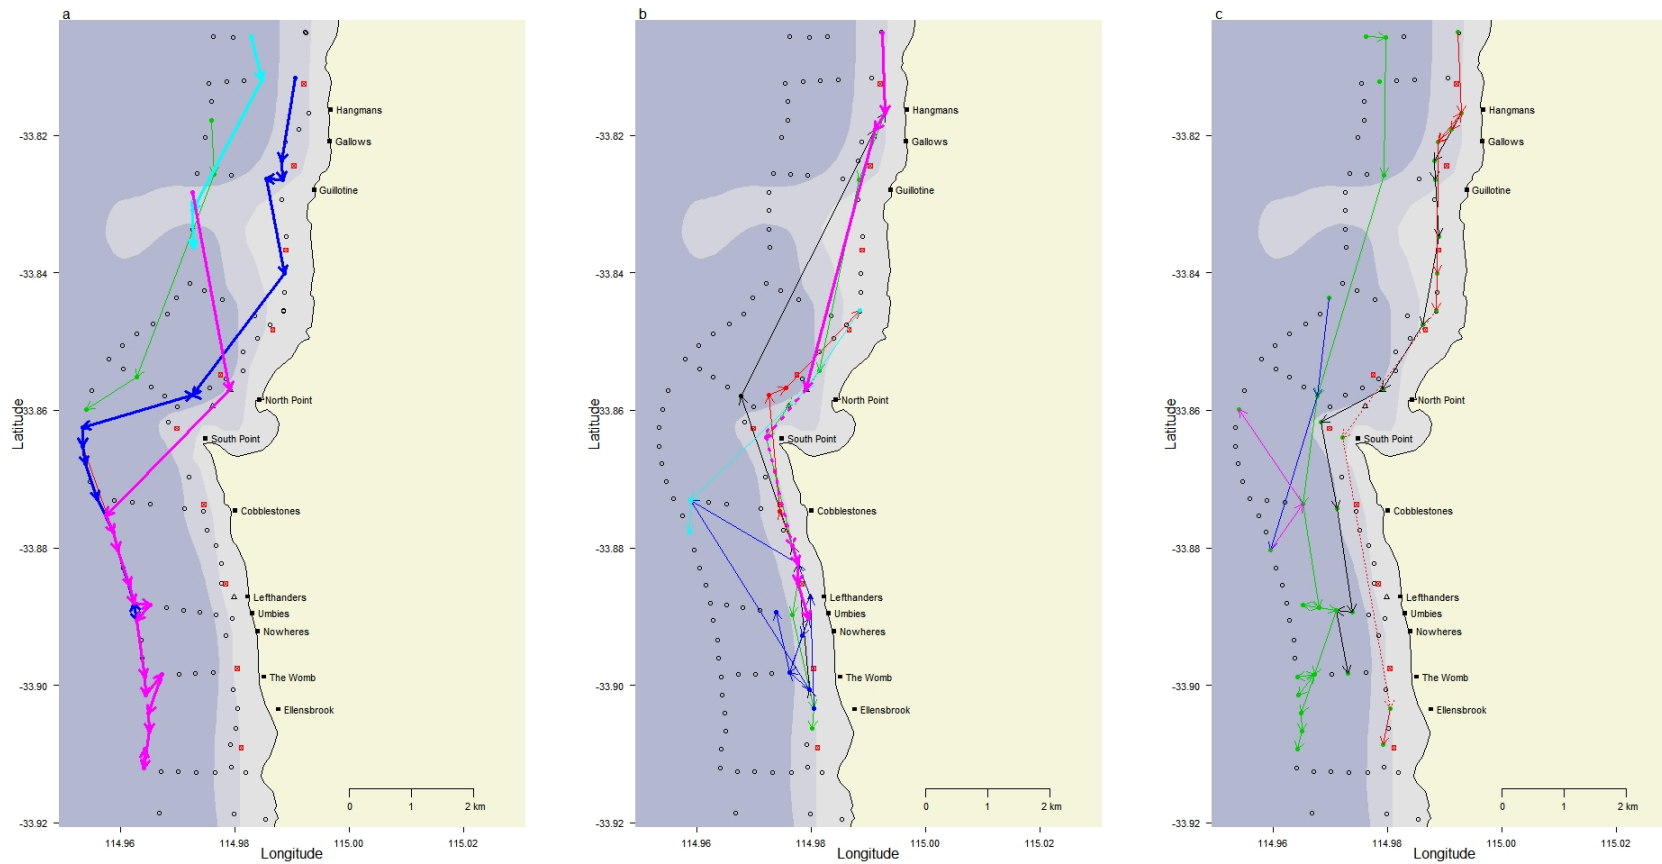 a
Hangmans
-33.82
Gallows
Guillotine
-33.84
-33.86
North Point
South Point
Latitude
Cobblestones
-33.88
Lefthanders
Umbies
Nowheres
The Womb
-33.90
Ellensbrook
0 1 2 km
-33.92
114.96 114.98 115.00 115.02
Longitude
b
Hangmans
-33.82
Gallows
Guillotine
-33.84
-33.86
North Point
South Point
Latitude
Cobblestones
-33.88
Lefthanders
Umbies
Nowheres
The Womb
-33.90
Ellensbrook
0 1 2 km
-33.92
114.96 114.98 115.00 115.02
Longitude
c
Hangmans
-33.82
Gallows
Guillotine
-33.84
-33.86
North Point
South Point
Latitude
Cobblestones
-33.88
Lefthanders
Umbies
Nowheres
The Womb
-33.90
Ellensbrook
0 1 2 km
-33.92
114.96 114.98 115.00 115.02
Longitude